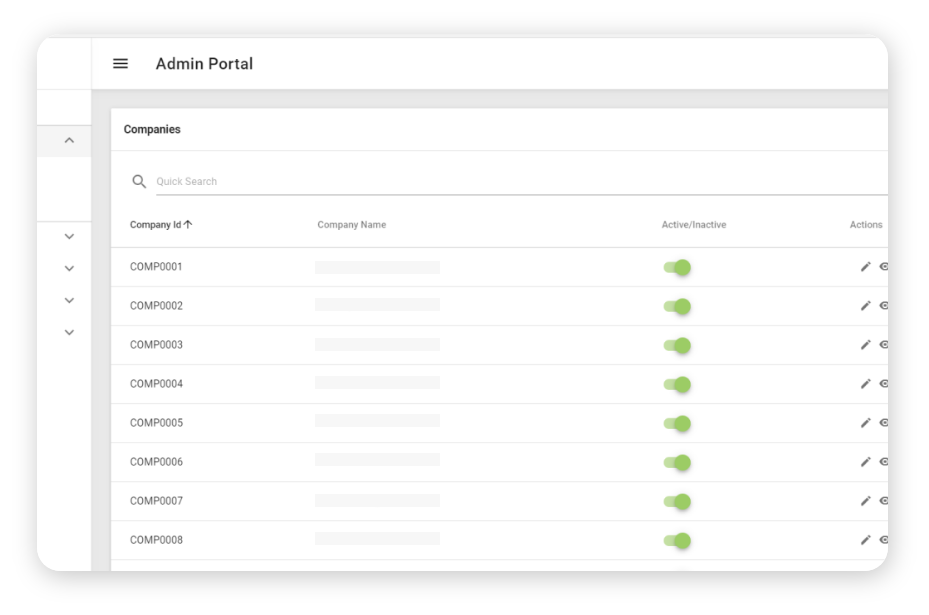 Admin Portal
Companies
Quick Search
Company Id Company Name Active/Inactive Actions
COMP0001
COMP0002
COMP0003
COMP0004
COMP0005
COMP0006
COMP0007
COMP0008